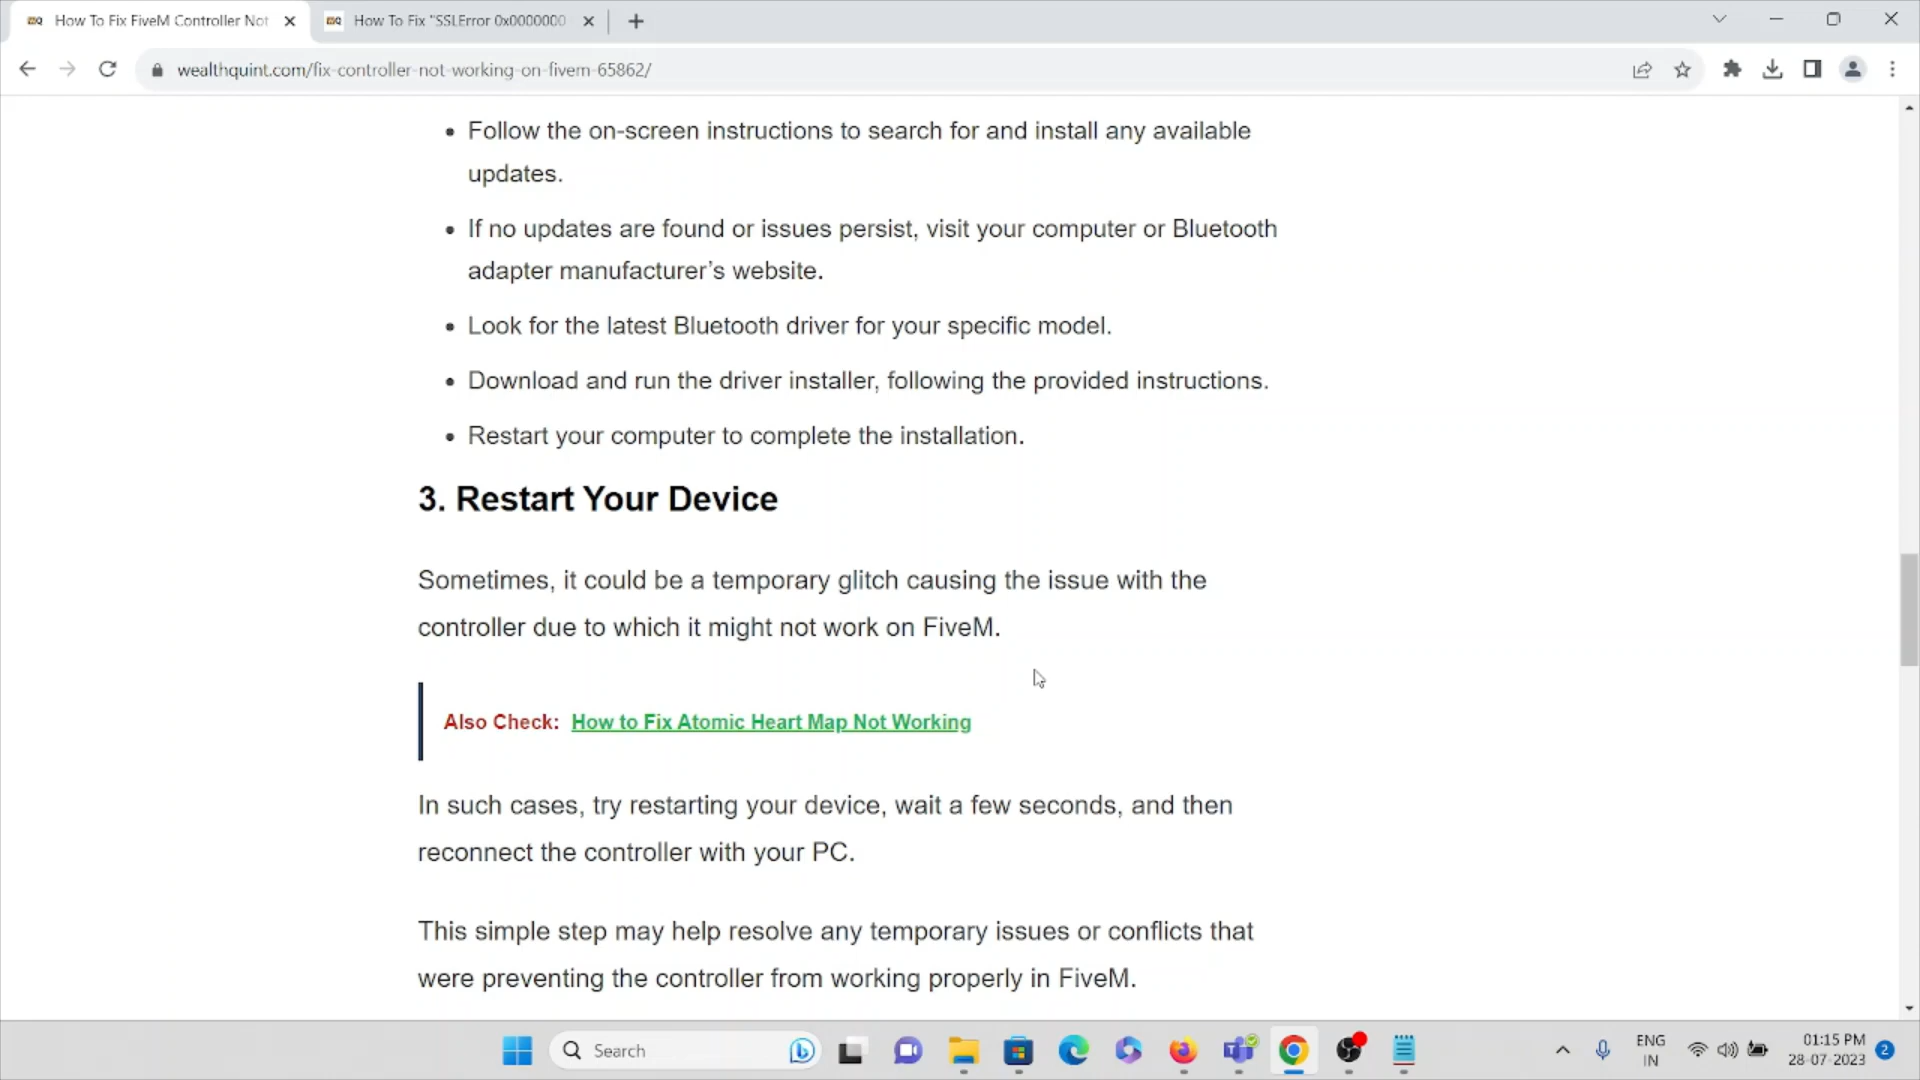 How To Fix FiveM Controller Not
How To Fix "SSLError 0x0000000
wealthquint.com/fix-controller-not-working-on-fivem-65862/
• Follow the on-screen instructions to search for and install any available
updates.
• If no updates are found or issues persist, visit your computer or Bluetooth
adapter manufacturer’s website.
• Look for the latest Bluetooth driver for your specific model.
• Download and run the driver installer, following the provided instructions.
• Restart your computer to complete the installation.
3. Restart Your Device
Sometimes, it could be a temporary glitch causing the issue with the
controller due to which it might not work on FiveM.
Also Check: How to Fix Atomic Heart Map Not Working
In such cases, try restarting your device, wait a few seconds, and then
reconnect the controller with your PC.
This simple step may help resolve any temporary issues or conflicts that
were preventing the controller from working properly in FiveM.
Search
ENG
IN
01:15 PM
28-07-2023
2